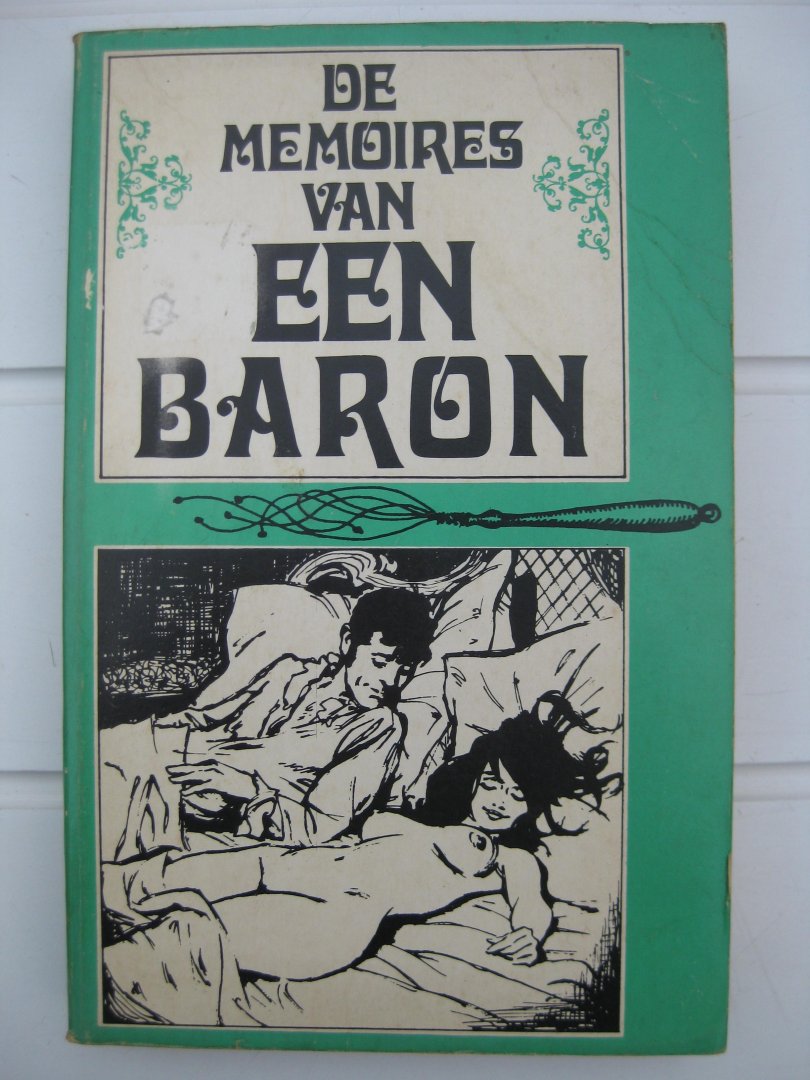 DE
MEMOIRES
VAN
EEN
BARON